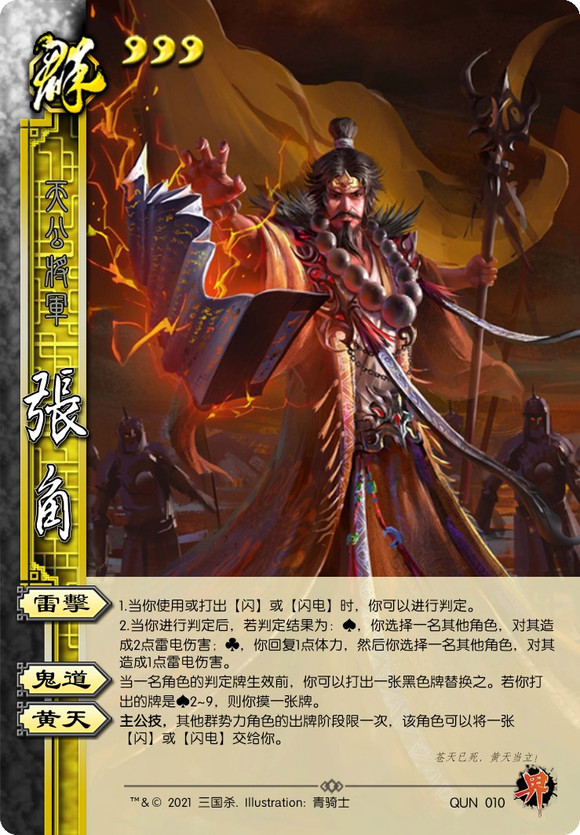 群
天公將軍
張角
雷擊
1.当你使用或打出【闪】或【闪电】时，你可以进行判定。
2.当你进行判定后，若判定结果为：♠，你选择一名其他角色，对其造
成2点雷电伤害；♣，你回复1点体力，然后你选择一名其他角色，对其
造成1点雷电伤害。
鬼道
当一名角色的判定牌生效前，你可以打出一张黑色牌替换之。若你打
出的牌是♠2~9，则你摸一张牌。
黄天
主公技，其他群势力角色的出牌阶段限一次，该角色可以将一张
【闪】或【闪电】交给你。
苍天已死，黄天当立！
™&© 2021 三国杀. Illustration: 青骑士
QUN 010
界